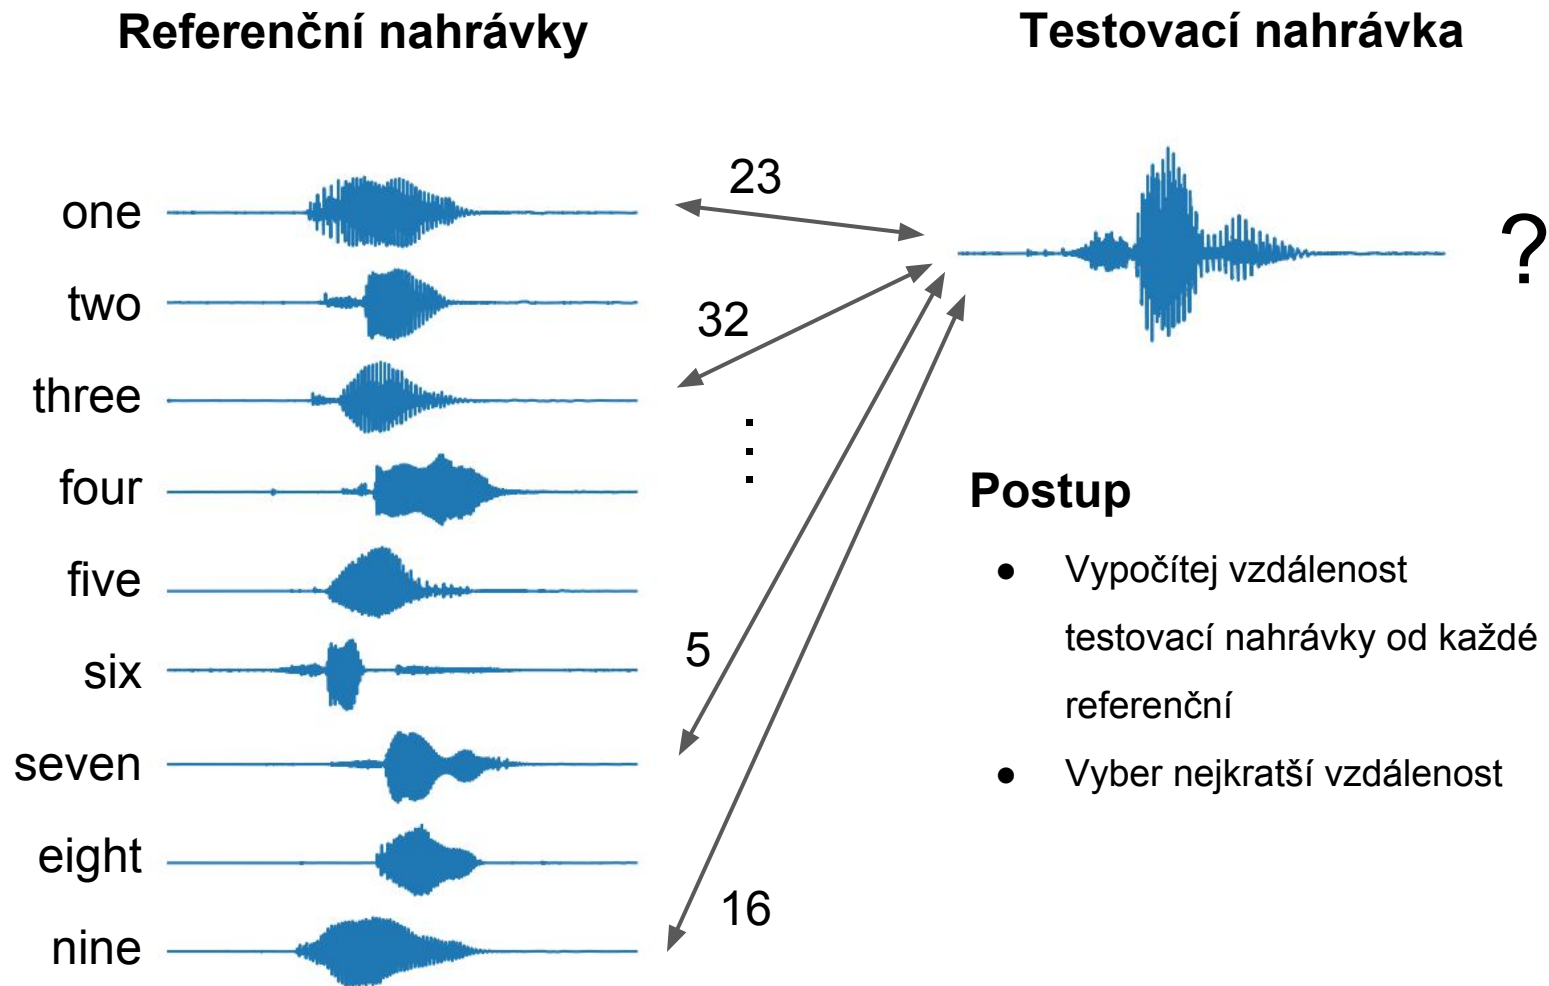 Referenční nahrávky
Testovací nahrávka
one
two
three
four
five
six
seven
eight
nine
23
32
5
16
?
Postup
● Vypočítej vzdálenost
testovací nahrávky od každé
referenční
● Vyber nejkratší vzdálenost